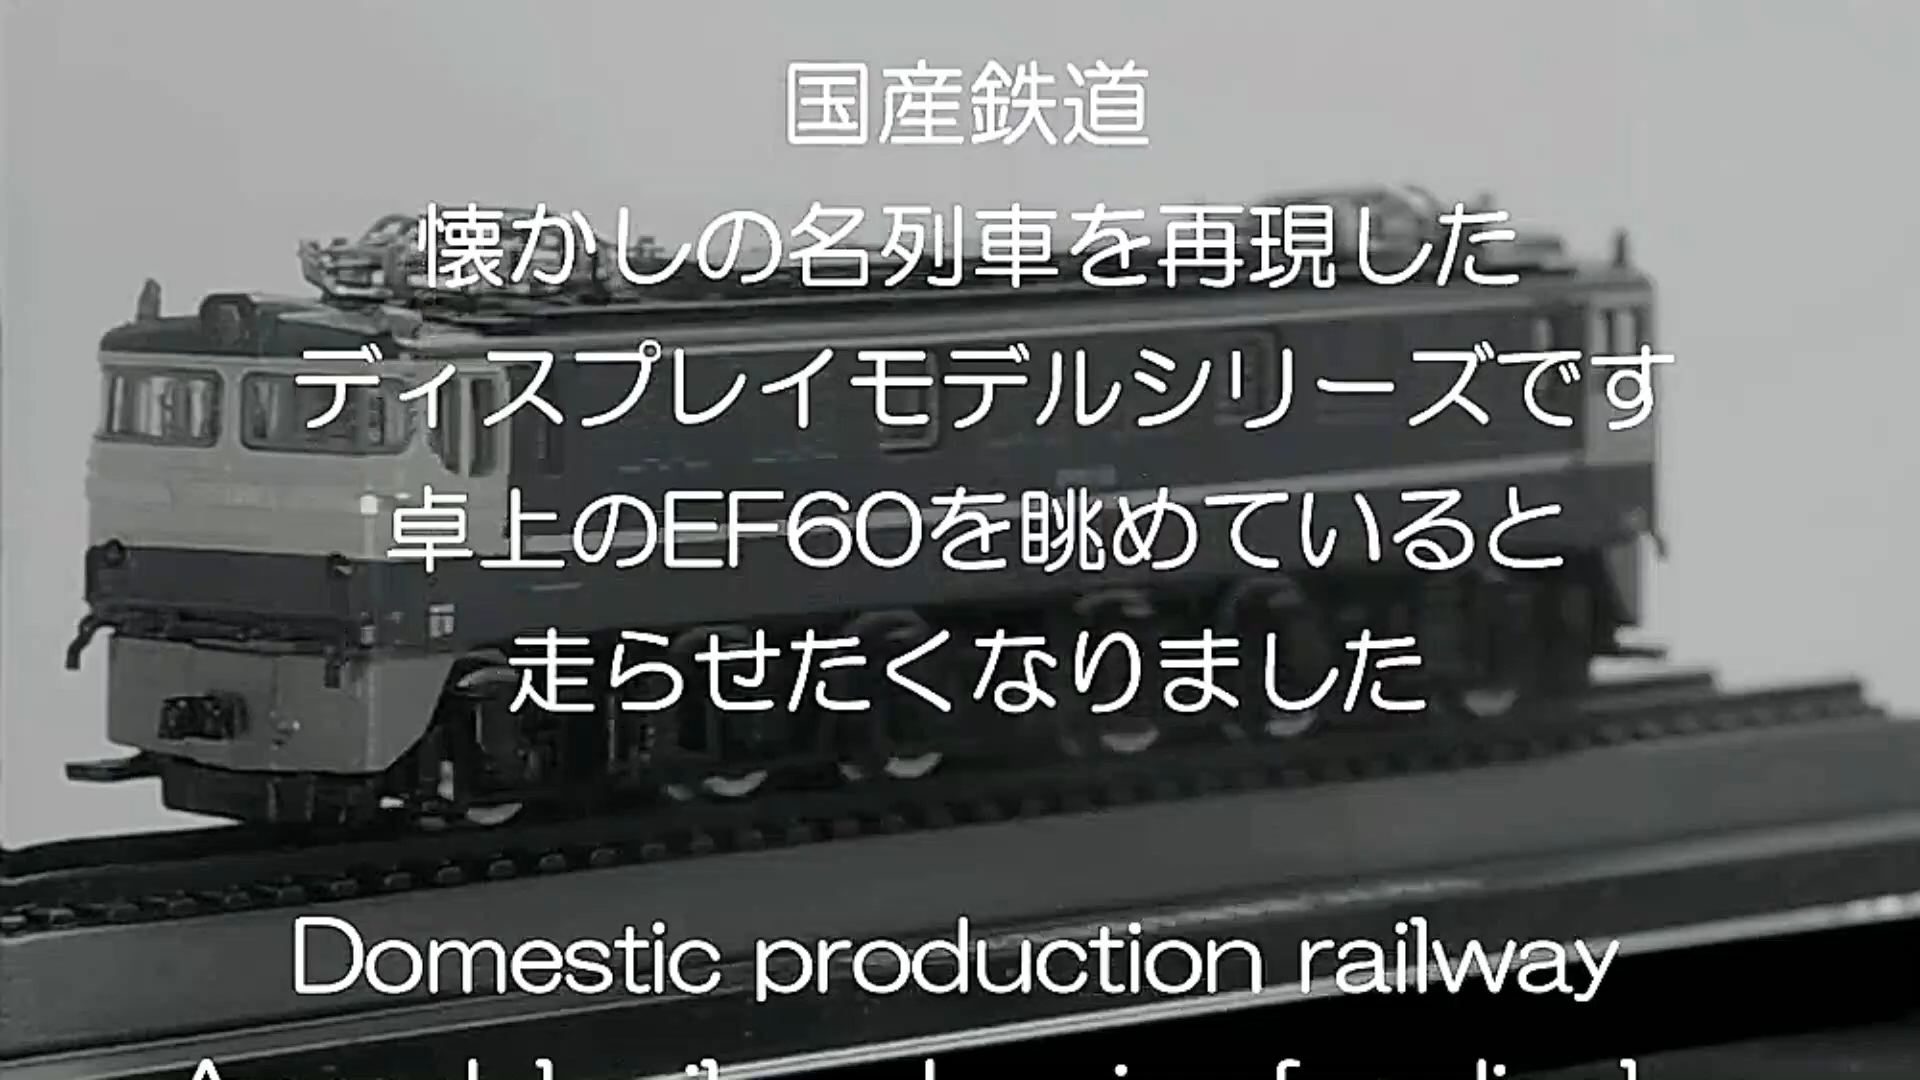 国産鉄道
懐かしの名列車を再現した
ディスプレイモデルシリーズです
卓上のEF60を眺めていると
走らせたくなりました
Domestic production railway